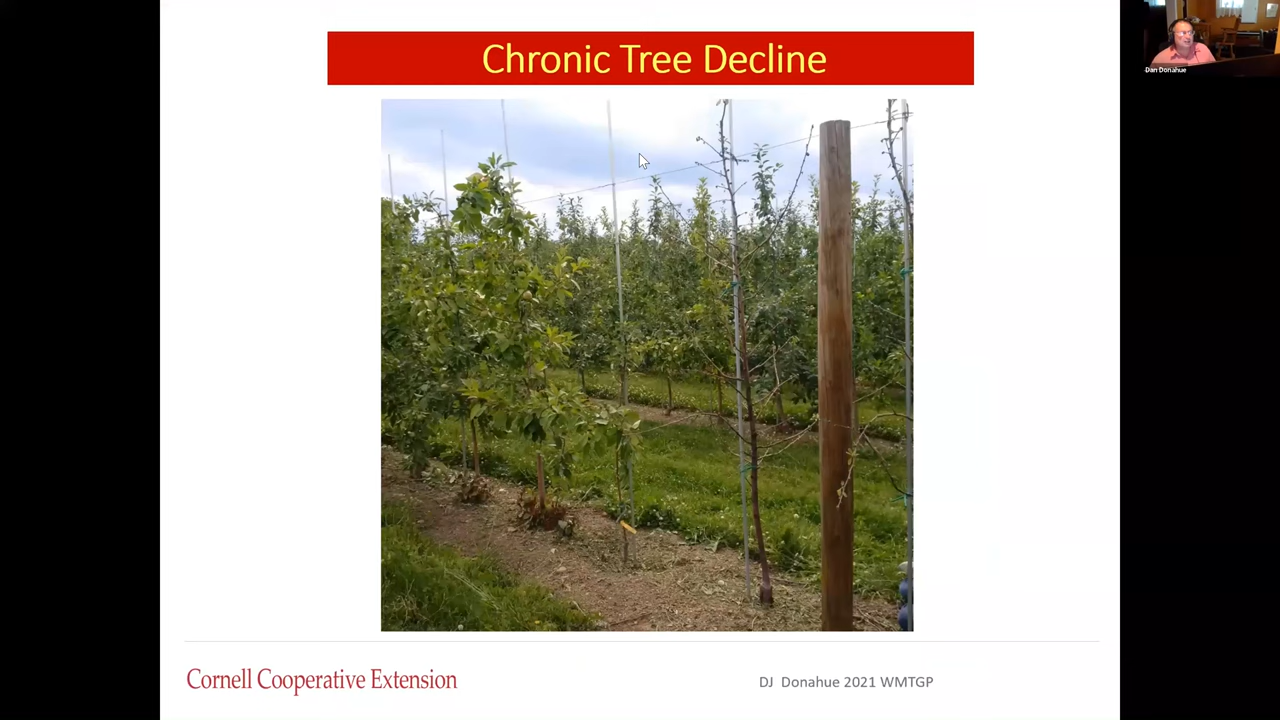 Chronic Tree Decline
Dan Donahue
Cornell Cooperative Extension
DJ Donahue 2021 WMTGP